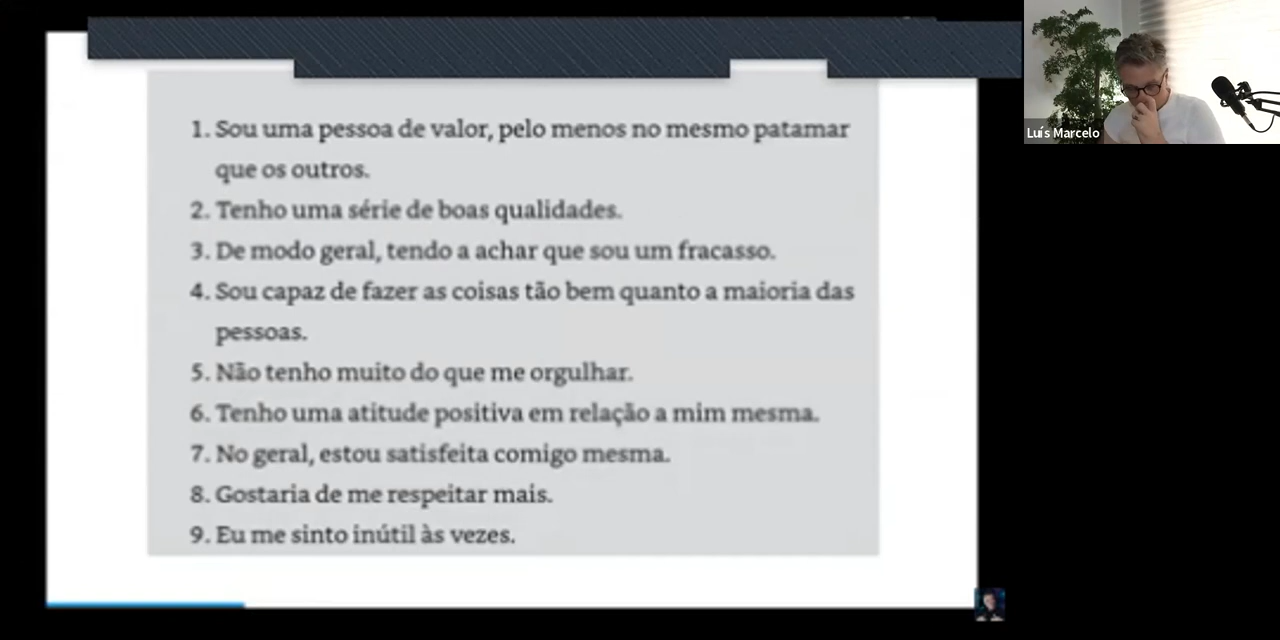 1. Sou uma pessoa de valor, pelo menos no mesmo patamar
que os outros.
2. Tenho uma série de boas qualidades.
3. De modo geral, tendo a achar que sou um fracasso.
4. Sou capaz de fazer as coisas tão bem quanto a maioria das
pessoas.
5. Não tenho muito do que me orgulhar.
6. Tenho uma atitude positiva em relação a mim mesma.
7. No geral, estou satisfeita comigo mesma.
8. Gostaria de me respeitar mais.
9. Eu me sinto inútil às vezes.
Luís Marcelo